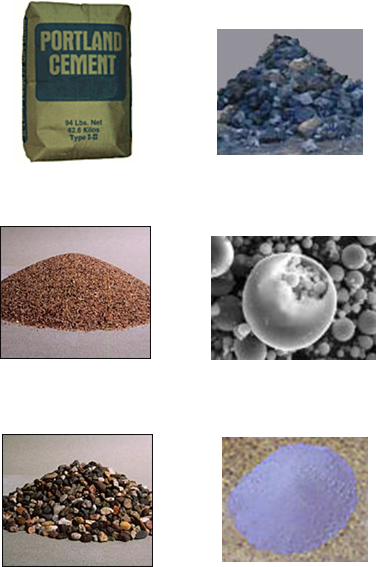 PORTLAND
CEMENT
94 Lbs. Net
42.6 Kilos
Type I-II